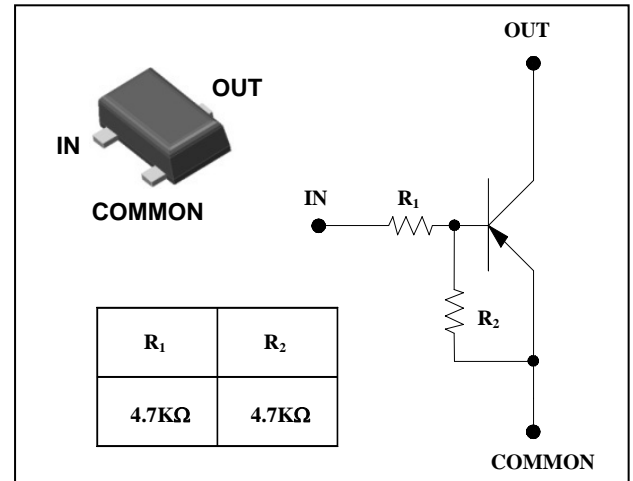 OUT
OUT
IN
COMMON
IN
R₁
R₂
R₁ R₂
4.7KΩ 4.7KΩ
COMMON